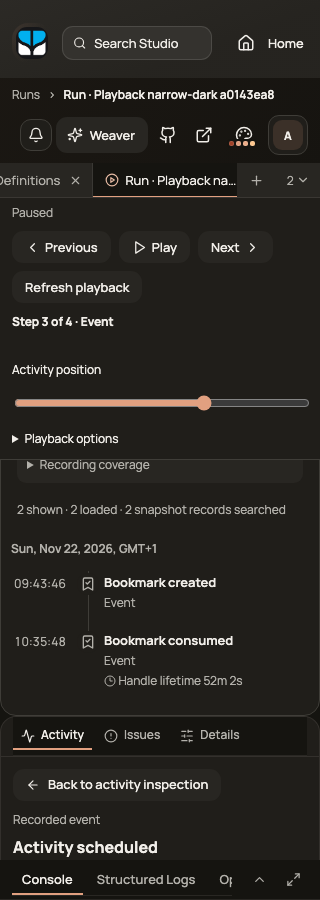 Search Studio
Home
Runs › Run · Playback narrow-dark a0143ea8
Weaver
A
Definitions ×
Run · Playback na...
+
2
Paused
Previous
Play
Next
Refresh playback
Step 3 of 4 · Event
Activity position
Playback options
Recording coverage
2 shown · 2 loaded · 2 snapshot records searched
Sun, Nov 22, 2026, GMT+1
09:43:46 Bookmark created
Event
10:35:48 Bookmark consumed
Event
Handle lifetime 52m 2s
Activity
Issues
Details
Back to activity inspection
Recorded event
Activity scheduled
Console
Structured Logs